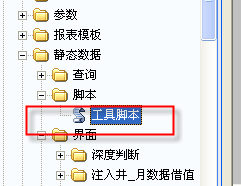 参数
报表模板
静态数据
查询
脚本
工具脚本
界面
深度判断
注入井_月数据借值